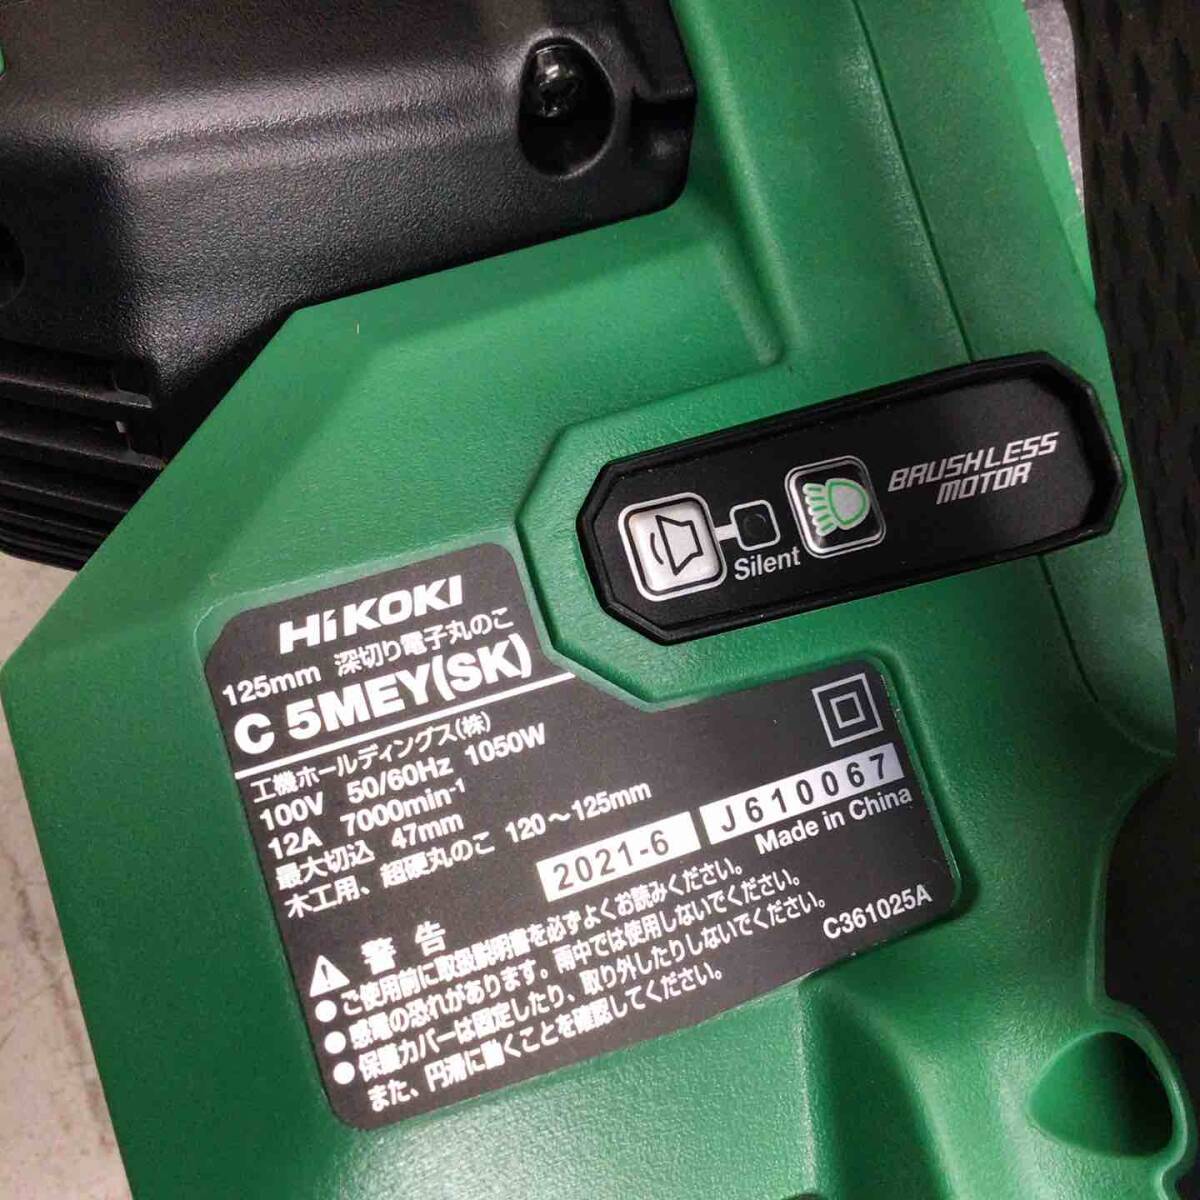 BRUSHLESS
MOTOR
Silent
HiKOKI
125mm 深切り電子丸のこ
C 5MEY(SK)
工機ホールディングス(株)
100V 50/60Hz 1050W
12A 7000min-1
最大切込 47mm
木工用、超硬丸のこ 120～125mm
2021-6 J610067
Made in China
警告
●ご使用前に取扱説明書を必ずよくお読みください。
●感電の恐れがあります。雨中では使用しないでください。
●保護カバーは固定したり、取り外したりしないでください。
また、円滑に動くことを確認してください。
C361025A